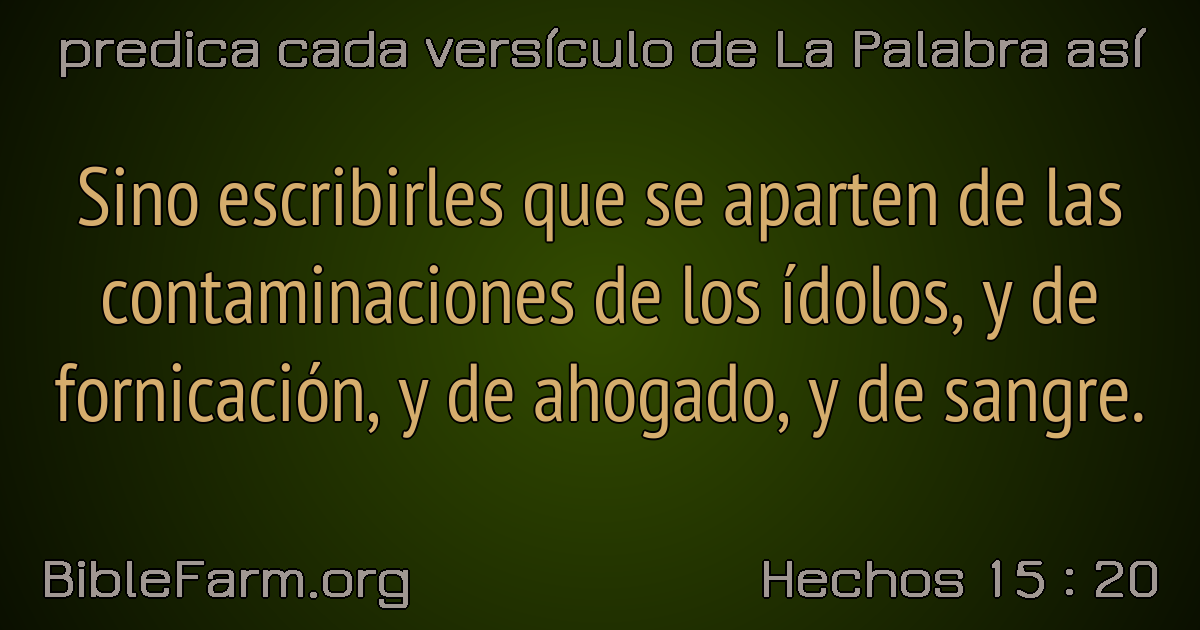 predica cada versículo de La Palabra así
Sino escribirles que se aparten de las
contaminaciones de los ídolos, y de
fornicación, y de ahogado, y de sangre.
BibleFarm.org
Hechos 15 : 20